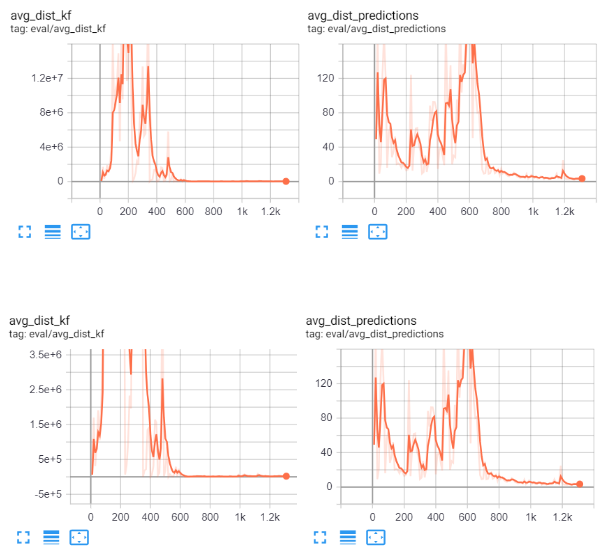 avg_dist_kf
tag: eval/avg_dist_kf
1.2e+7
8e+6
4e+6
0
0 200 400 600 800 1k 1.2k
avg_dist_predictions
tag: eval/avg_dist_predictions
120
80
40
0
0 200 400 600 800 1k 1.2k
avg_dist_kf
tag: eval/avg_dist_kf
3.5e+6
2.5e+6
1.5e+6
5e+5
-5e+5
0 200 400 600 800 1k 1.2k
avg_dist_predictions
tag: eval/avg_dist_predictions
120
80
40
0
0 200 400 600 800 1k 1.2k